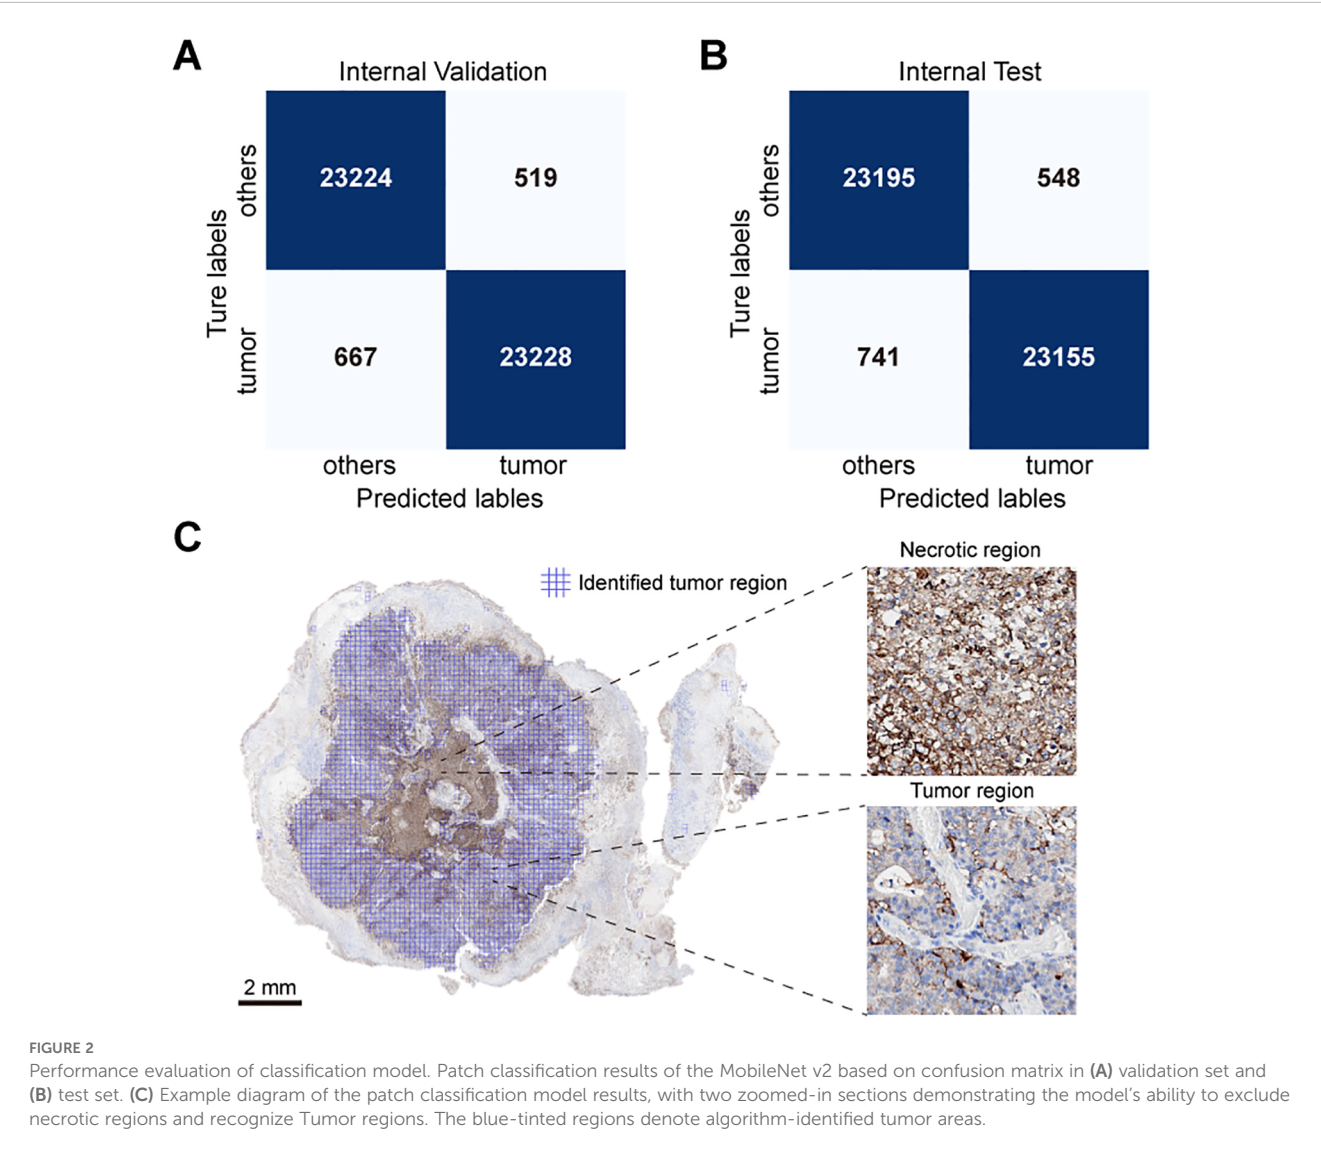 A
Internal Validation
Ture labels
others
tumor
23224
519
667
23228
others
tumor
Predicted lables
B
Internal Test
Ture labels
others
tumor
23195
548
741
23155
others
tumor
Predicted lables
C
Identified tumor region
Necrotic region
Tumor region
2 mm
FIGURE 2
Performance evaluation of classification model. Patch classification results of the MobileNet v2 based on confusion matrix in (A) validation set and
(B) test set. (C) Example diagram of the patch classification model results, with two zoomed-in sections demonstrating the model's ability to exclude
necrotic regions and recognize Tumor regions. The blue-tinted regions denote algorithm-identified tumor areas.